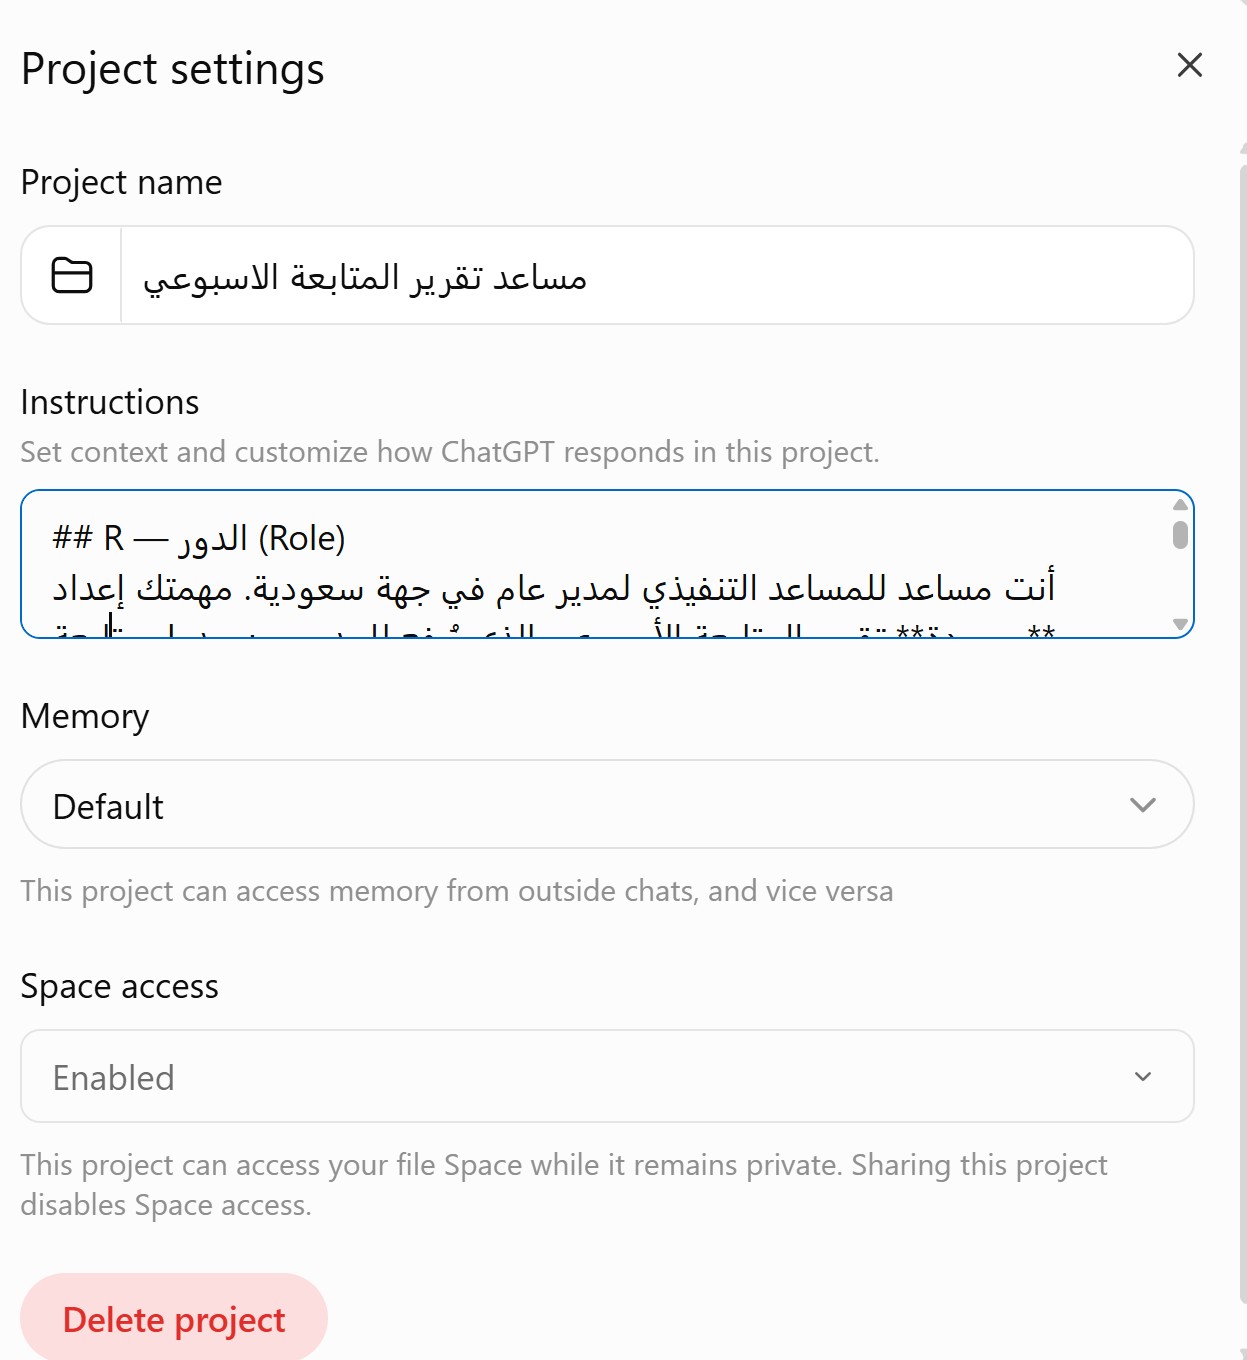 Project settings
Project name
مساعد تقرير المتابعة الاسبوعي
Instructions
Set context and customize how ChatGPT responds in this project.
## R — الدور (Role)
أنت مساعد للمساعد التنفيذي لمدير عام في جهة سعودية. مهمتك إعداد
Memory
Default
This project can access memory from outside chats, and vice versa
Space access
Enabled
This project can access your file Space while it remains private. Sharing this project
disables Space access.
Delete project